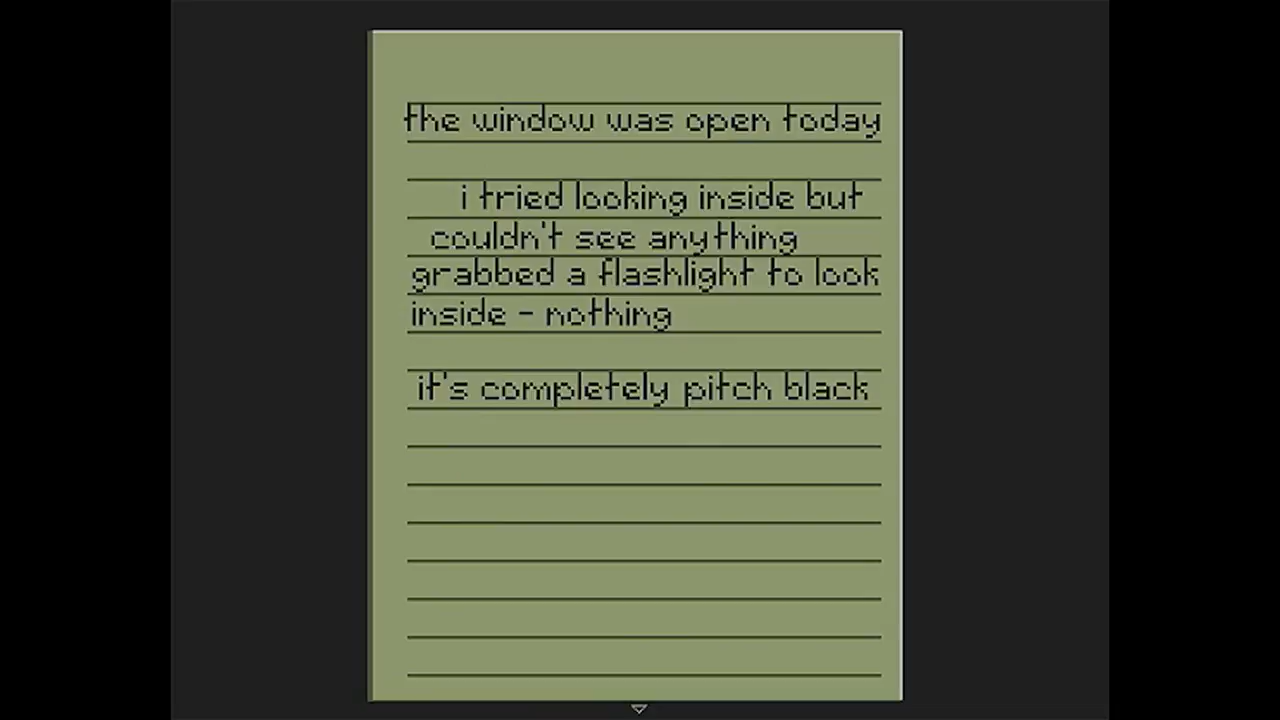 the window was open today
i tried looking inside but
couldn't see anything
grabbed a flashlight to look
inside - nothing
it's completely pitch black